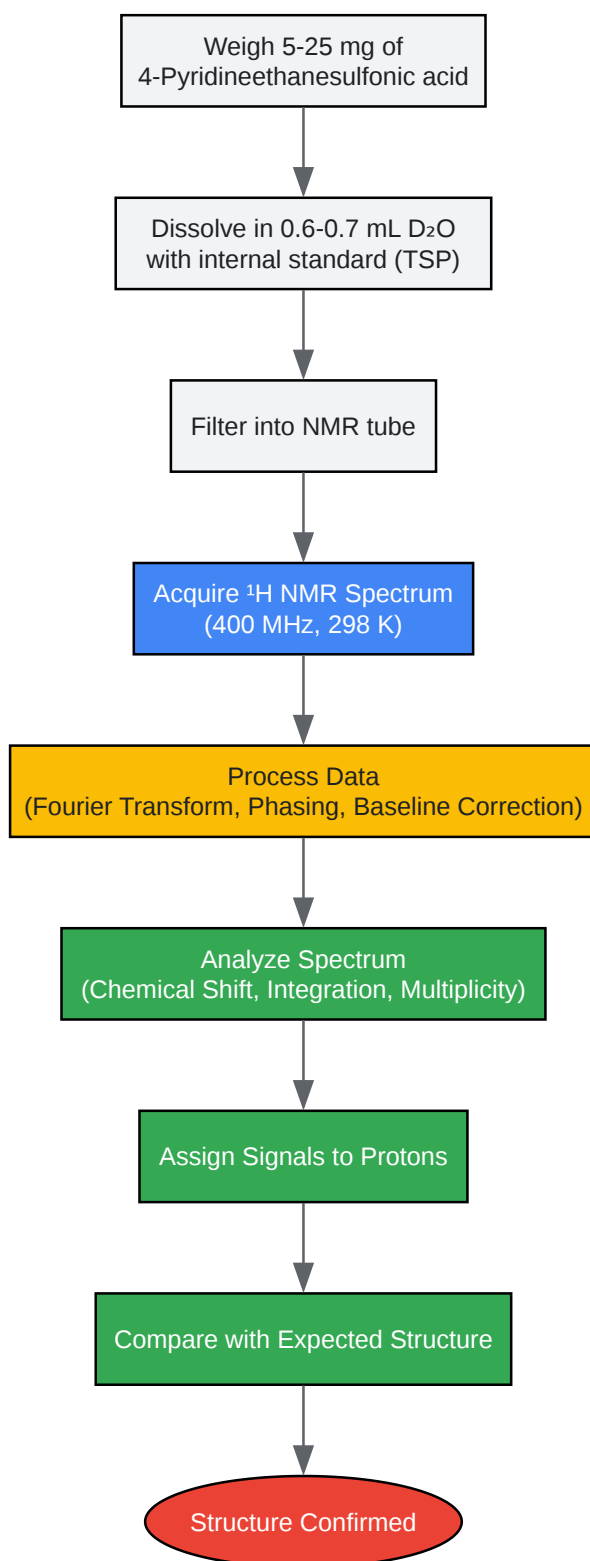 Weigh 5-25 mg of
4-Pyridineethanesulfonic acid
Dissolve in 0.6-0.7 mL D₂O
with internal standard (TSP)
Filter into NMR tube
Acquire ¹H NMR Spectrum
(400 MHz, 298 K)
Process Data
(Fourier Transform, Phasing, Baseline Correction)
Analyze Spectrum
(Chemical Shift, Integration, Multiplicity)
Assign Signals to Protons
Compare with Expected Structure
Structure Confirmed